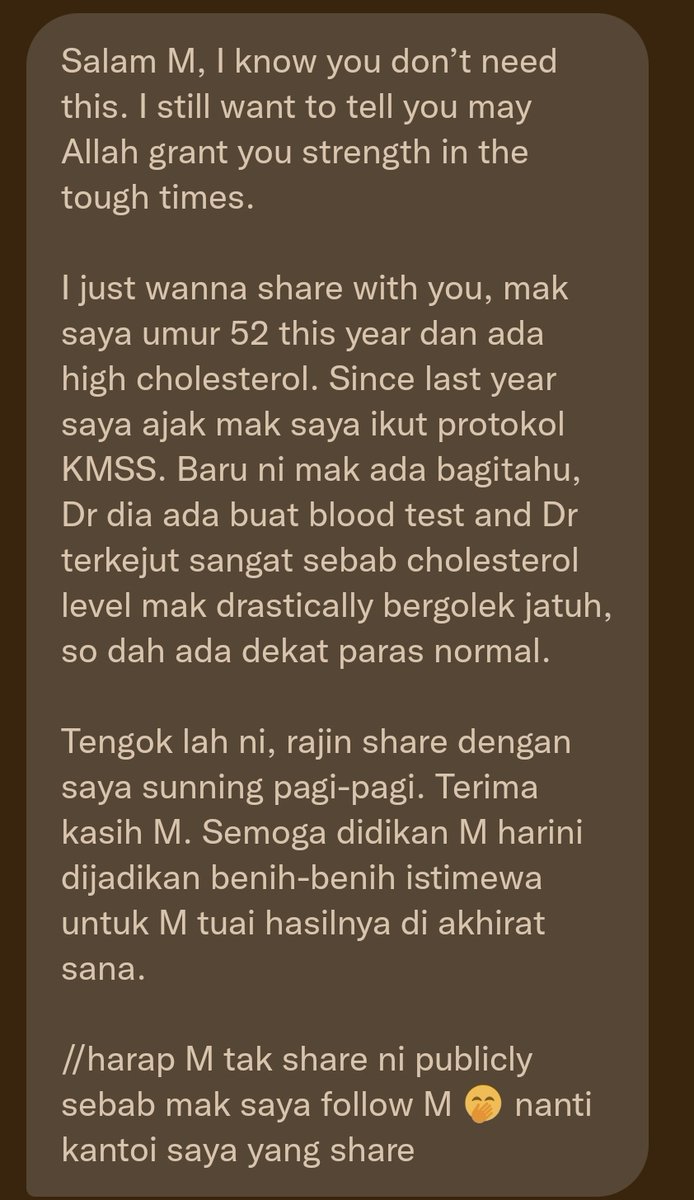 Salam M, I know you don’t need
this. I still want to tell you may
Allah grant you strength in the
tough times.
I just wanna share with you, mak
saya umur 52 this year dan ada
high cholesterol. Since last year
saya ajak mak saya ikut protokol
KMSS. Baru ni mak ada bagitahu,
Dr dia ada buat blood test and Dr
terkejut sangat sebab cholesterol
level mak drastically bergolek jatuh,
so dah ada dekat paras normal.
Tengok lah ni, rajin share dengan
saya sunning pagi-pagi. Terima
kasih M. Semoga didikan M harini
dijadikan benih-benih istimewa
untuk M tuai hasilnya di akhirat
sana.
//harap M tak share ni publicly
sebab mak saya follow M 🤭 nanti
kantoi saya yang share